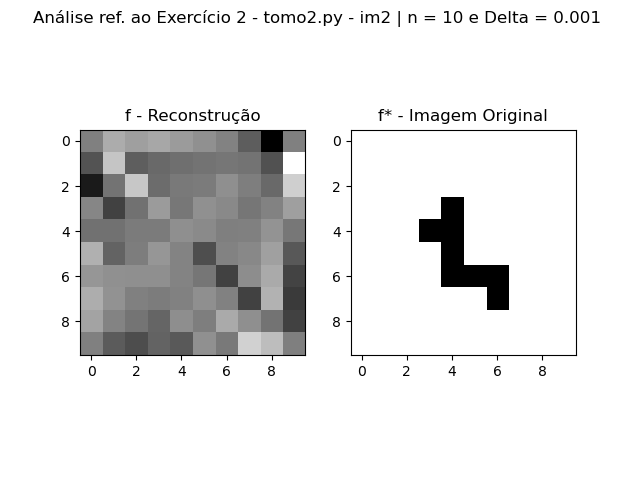 Análise ref. ao Exercício 2 - tomo2.py - im2 | n = 10 e Delta = 0.001
f - Reconstrução
f* - Imagem Original
0
2
4
6
8
0 2 4 6 8
0
2
4
6
8
0 2 4 6 8